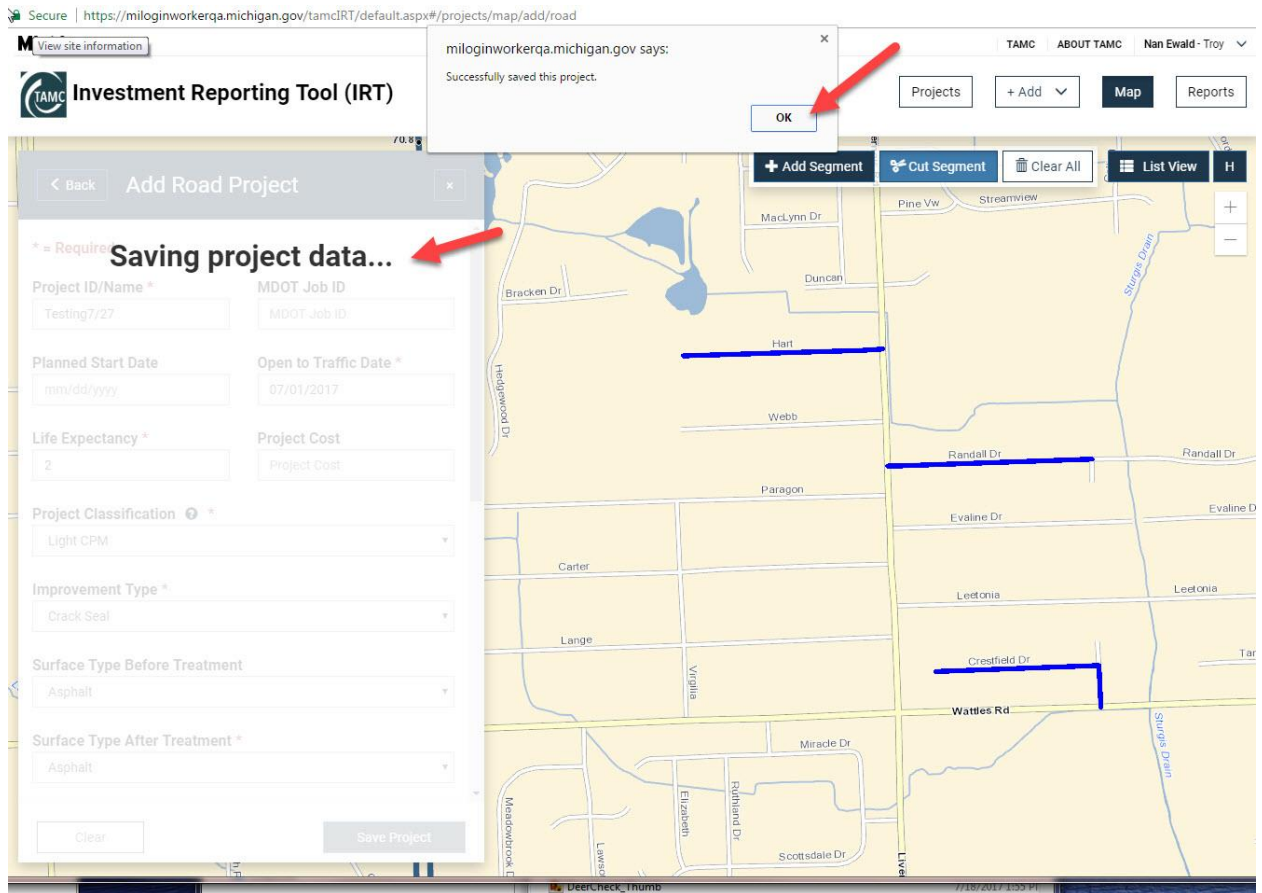 Secure | https://miloginworkerqa.michigan.gov/tamcIRT/default.aspx#/projects/map/add/road
View site information
TAMC ABOUT TAMC Nan Ewald - Troy
miloginworkerqa.michigan.gov says:
Successfully saved this project.
OK
TAMC Investment Reporting Tool (IRT)
Projects + Add Map Reports
Add Segment Cut Segment Clear All List View H
Back Add Road Project x
* = Required
Saving project data...
Project ID/Name * MDOT Job ID
Testing7/27 MDOT Job ID
Planned Start Date Open to Traffic Date *
mm/dd/yyyy 07/01/2017
Life Expectancy * Project Cost
2 Project Cost
Project Classification *
Light CPM
Improvement Type *
Crack Seal
Surface Type Before Treatment
Asphalt
Surface Type After Treatment *
Asphalt
Clear Save Project
Pine Vw Streamview
MacLynn Dr
Sturgis Drain
Duncan
Bracken Dr
Hart
Hedgewood Dr
Webb
Randall Dr Randall Dr
Paragon
Evaline Dr Evaline D
Carter
Leetonia Leetonia
Lange
Virgilia
Crestfield Dr Tar
Wattles Rd
Sturgis Drain
Miracle Dr
Elizabeth
Ruthland Dr
Meadowbrook D
Lawso
Scottsdale Dr
Liver
DeerCheck_Thumb 7/18/2017 1:55 P